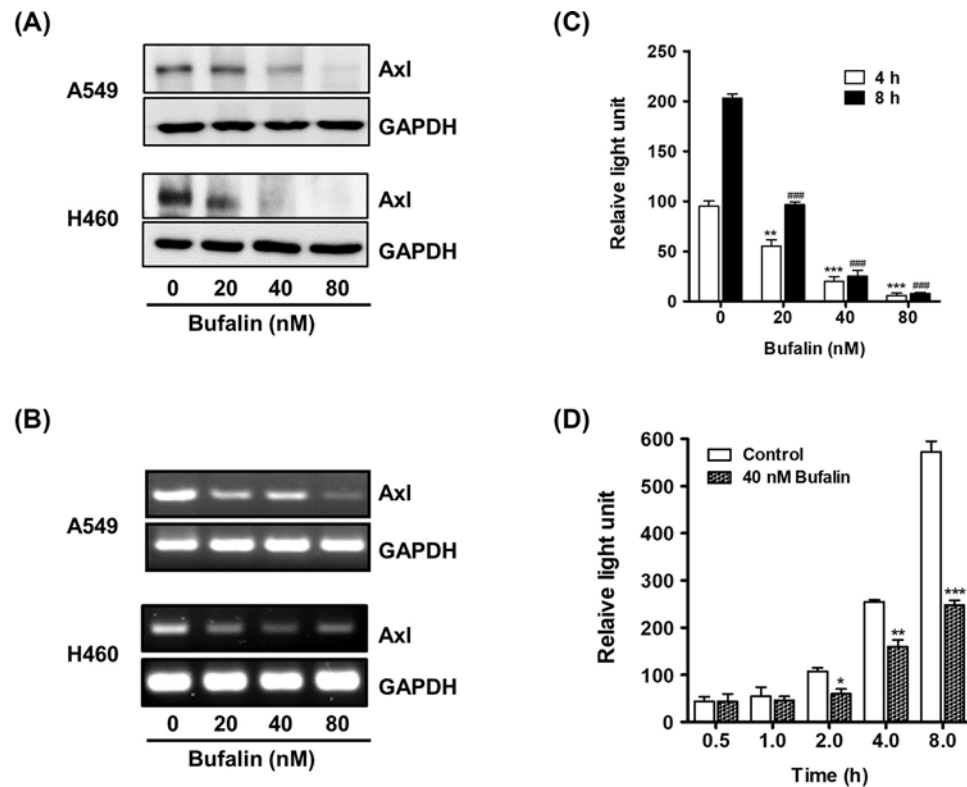 (A)
A549
Axl
GAPDH
H460
Axl
GAPDH
0 20 40 80
Bufalin (nM)
(B)
A549
Axl
GAPDH
H460
Axl
GAPDH
0 20 40 80
Bufalin (nM)
(C)
Relaive light unit
250
200
150
100
50
0
4 h
8 h
**
###
***
###
***
###
0 20 40 80
Bufalin (nM)
(D)
Relaive light unit
600
500
400
300
200
100
0
Control
40 nM Bufalin
*
**
***
0.5 1.0 2.0 4.0 8.0
Time (h)